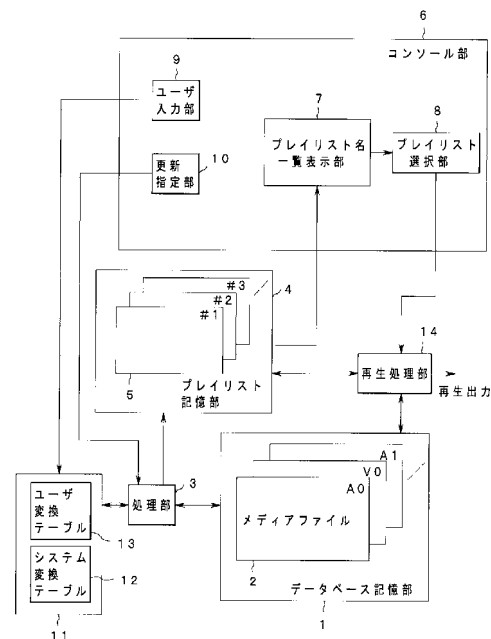 6
コンソール部
9
ユーザ
入力部
7
8
プレイリスト名
一覧表示部
プレイリスト
選択部
10
更新
指定部
#3
#2
#1
4
5
プレイリスト
記憶部
14
再生処理部
再生出力
A1
V0
A0
メディアファイル
2
データベース記憶部
1
3
処理部
ユーザ
変換
テーブル
13
システム
変換
テーブル
12
11